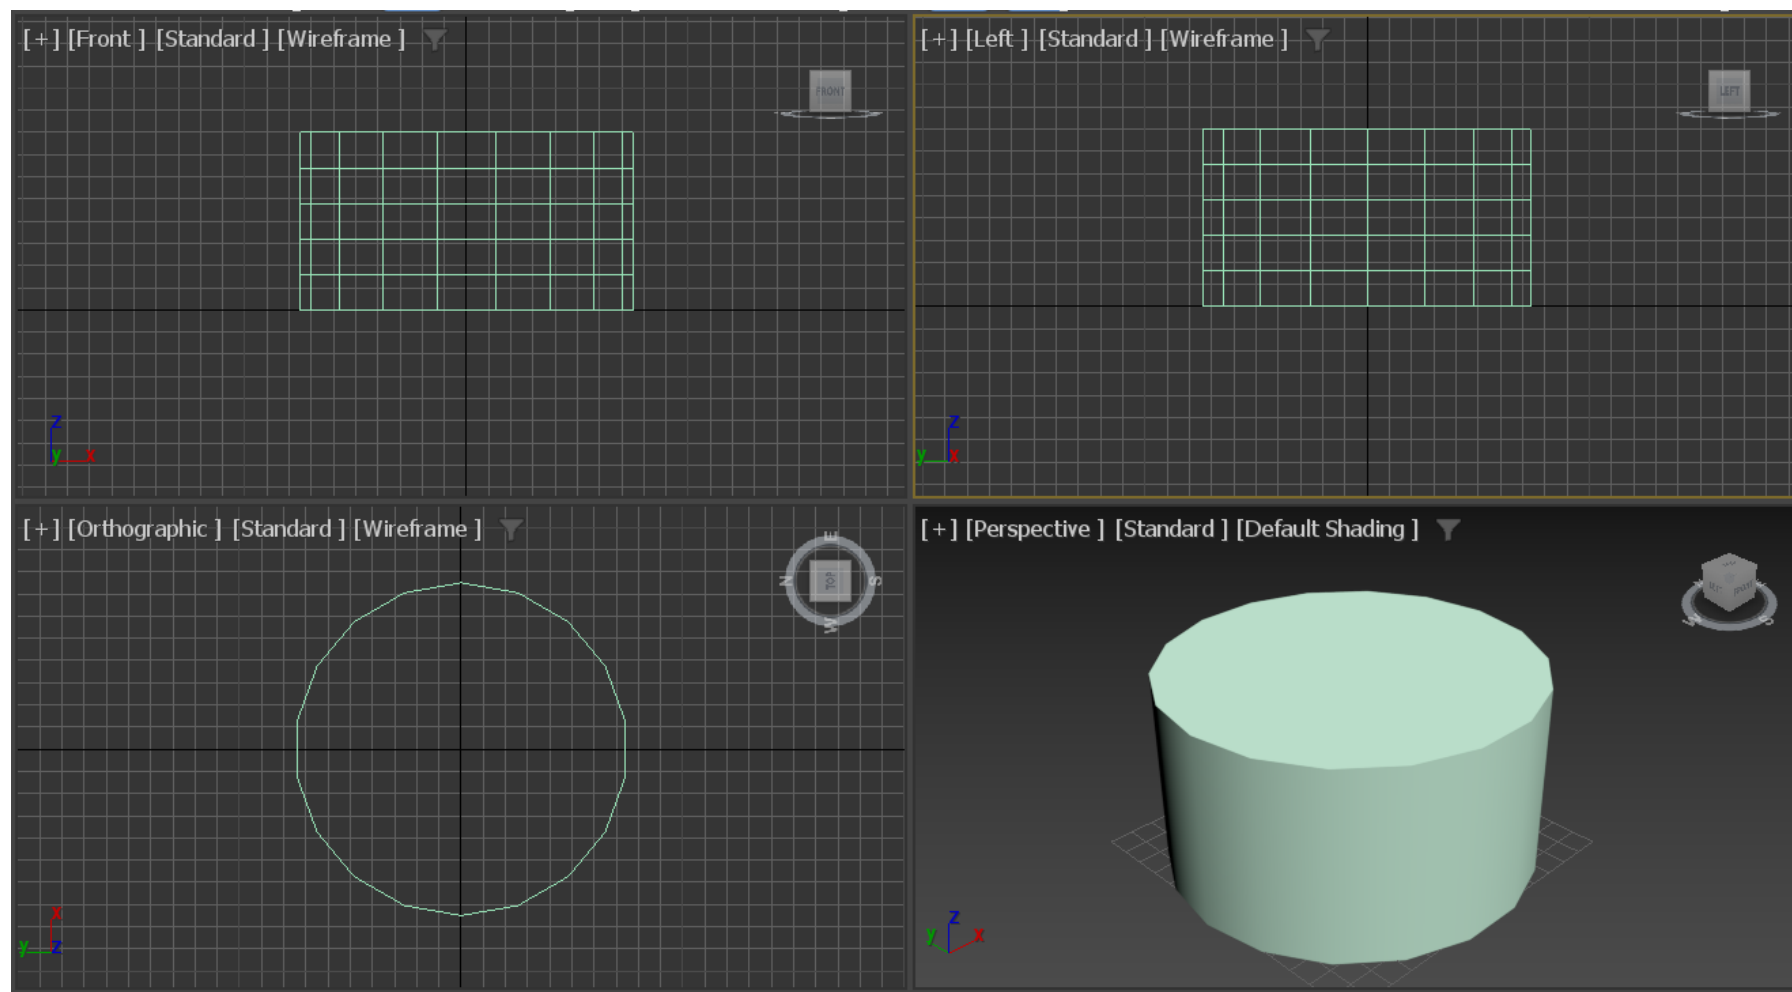 [+] [Front ] [Standard ] [Wireframe ]
FRONT
z
y x
[+] [Left ] [Standard ] [Wireframe ]
LEFT
z
y x
[+] [Orthographic ] [Standard ] [Wireframe ]
E
N TOP S
W
x
y z
[+] [Perspective ] [Standard ] [Default Shading ]
W S
z
y x